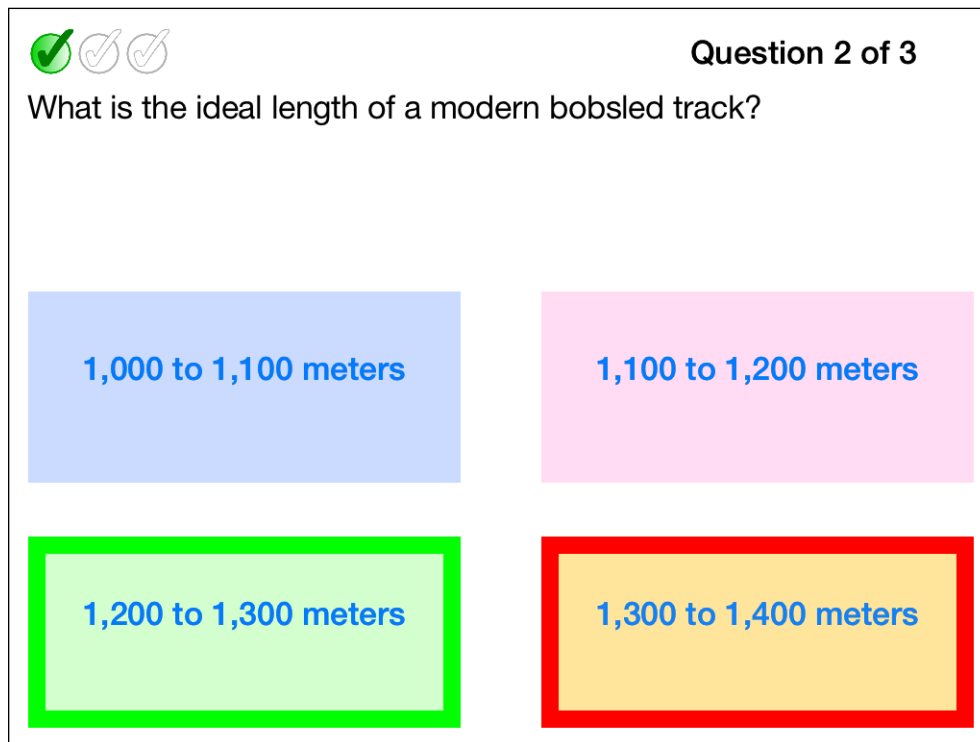 Question 2 of 3
What is the ideal length of a modern bobsled track?
1,000 to 1,100 meters
1,100 to 1,200 meters
1,200 to 1,300 meters
1,300 to 1,400 meters